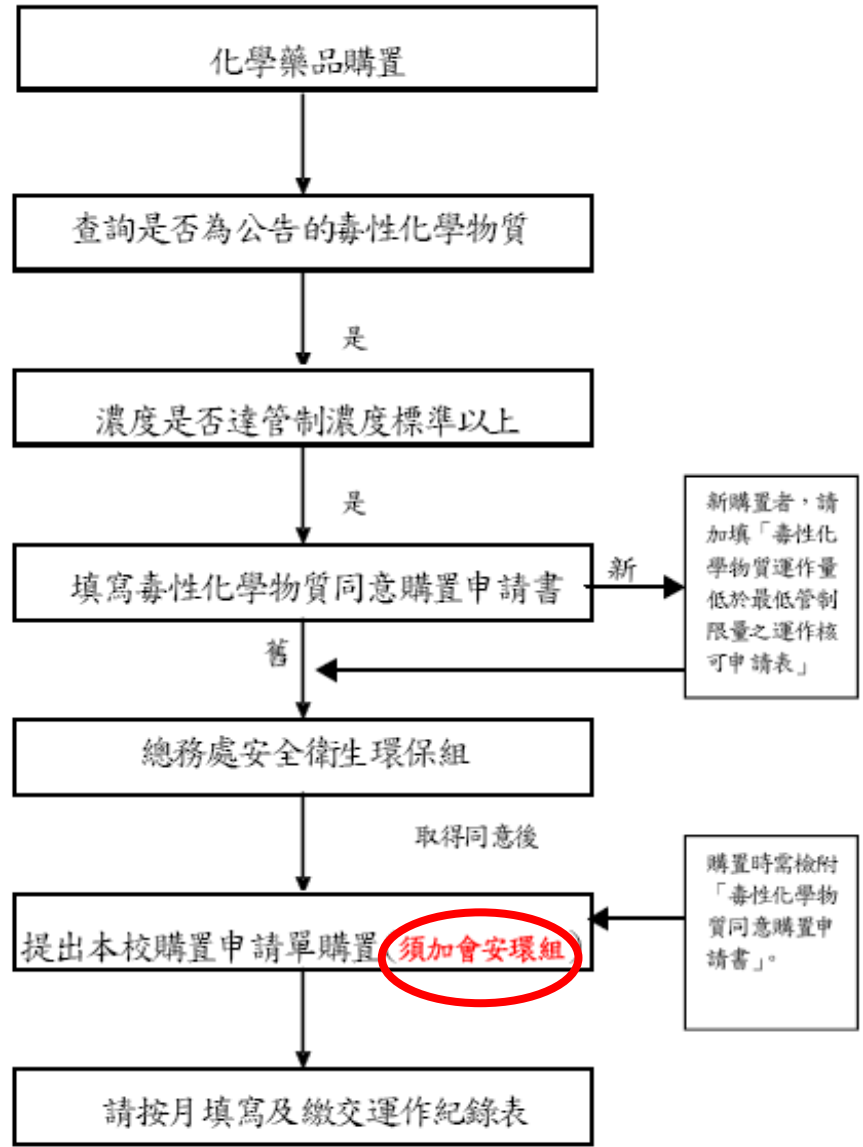 化學藥品購置
查詢是否為公告的毒性化學物質
是
濃度是否達管制濃度標準以上
是
填寫毒性化學物質同意購置申請書
新
新購置者，請
加填「毒性化
學物質運作量
低於最低管制
限量之運作核
可申請表」
舊
總務處安全衛生環保組
取得同意後
提出本校購置申請單購置(須加會安環組)
購置時需檢附
「毒性化學物
質同意購置申
請書」。
請按月填寫及繳交運作紀錄表